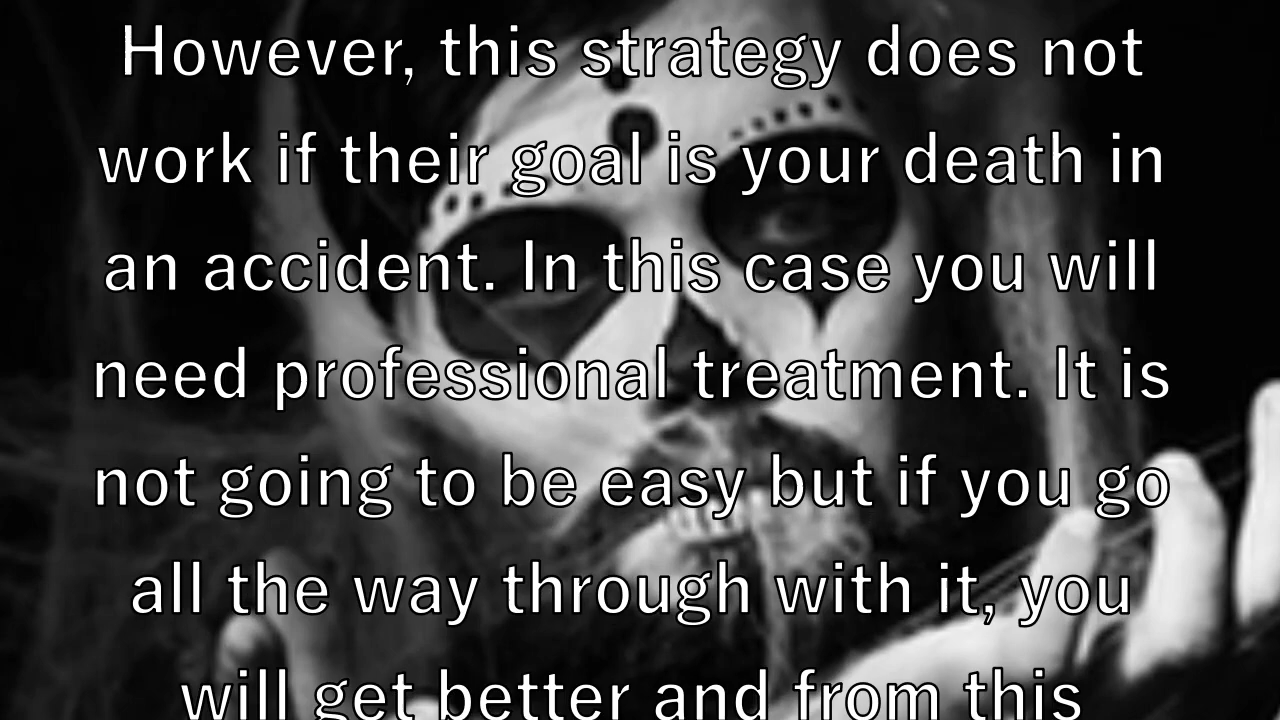 However, this strategy does not
work if their goal is your death in
an accident. In this case you will
need professional treatment. It is
not going to be easy but if you go
all the way through with it, you
will get better and from this